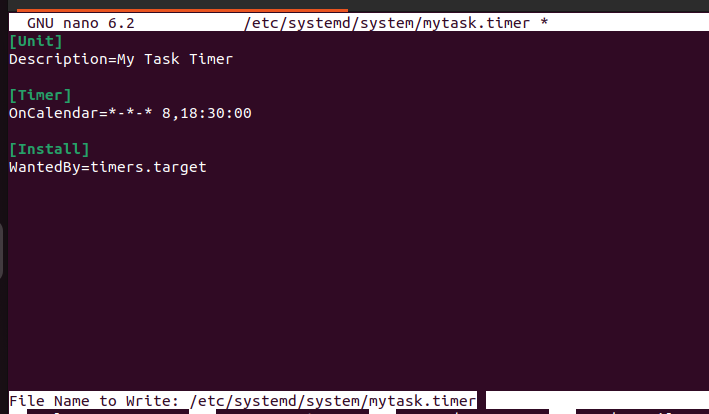 GNU nano 6.2 /etc/systemd/system/mytask.timer *
[Unit]
Description=My Task Timer
[Timer]
OnCalendar=*-*-* 8,18:30:00
[Install]
WantedBy=timers.target
File Name to Write: /etc/systemd/system/mytask.timer